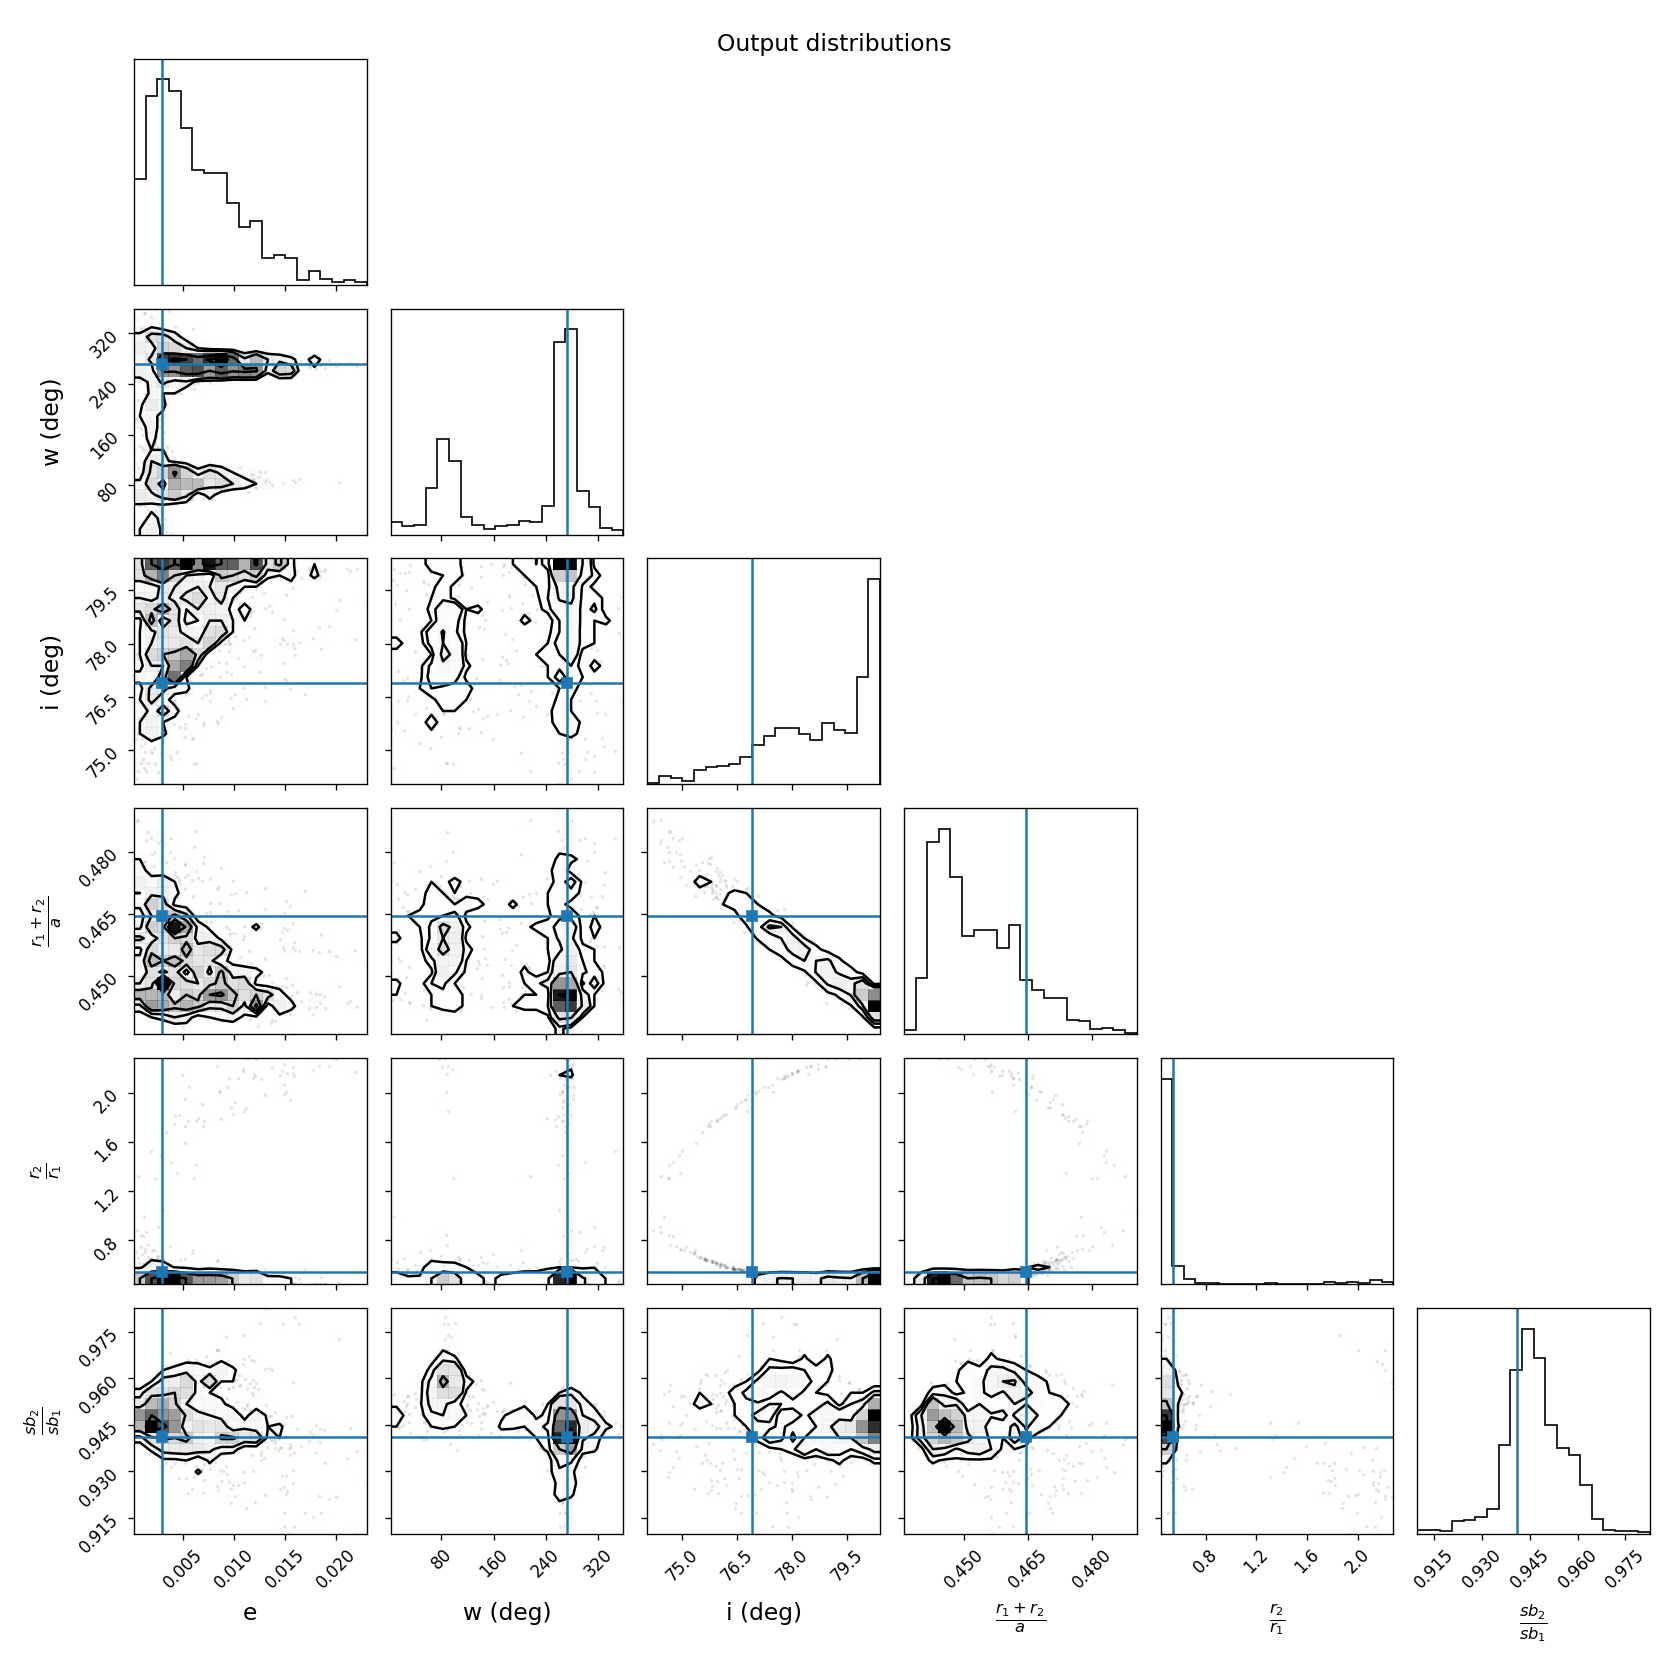 Output distributions
w (deg)
320
240
160
80
i (deg)
79.5
78.0
76.5
75.0
r₁ + r₂
a
0.480
0.465
0.450
r₂
r₁
2.0
1.6
1.2
0.8
sb₂
sb₁
0.975
0.960
0.945
0.930
0.915
0.005 0.010 0.015 0.020 80 160 240 320 75.0 76.5 78.0 79.5 0.450 0.465 0.480 0.8 1.2 1.6 2.0 0.915 0.930 0.945 0.960 0.975
e w (deg) i (deg) r₁ + r₂ r₂ sb₂
a r₁ sb₁